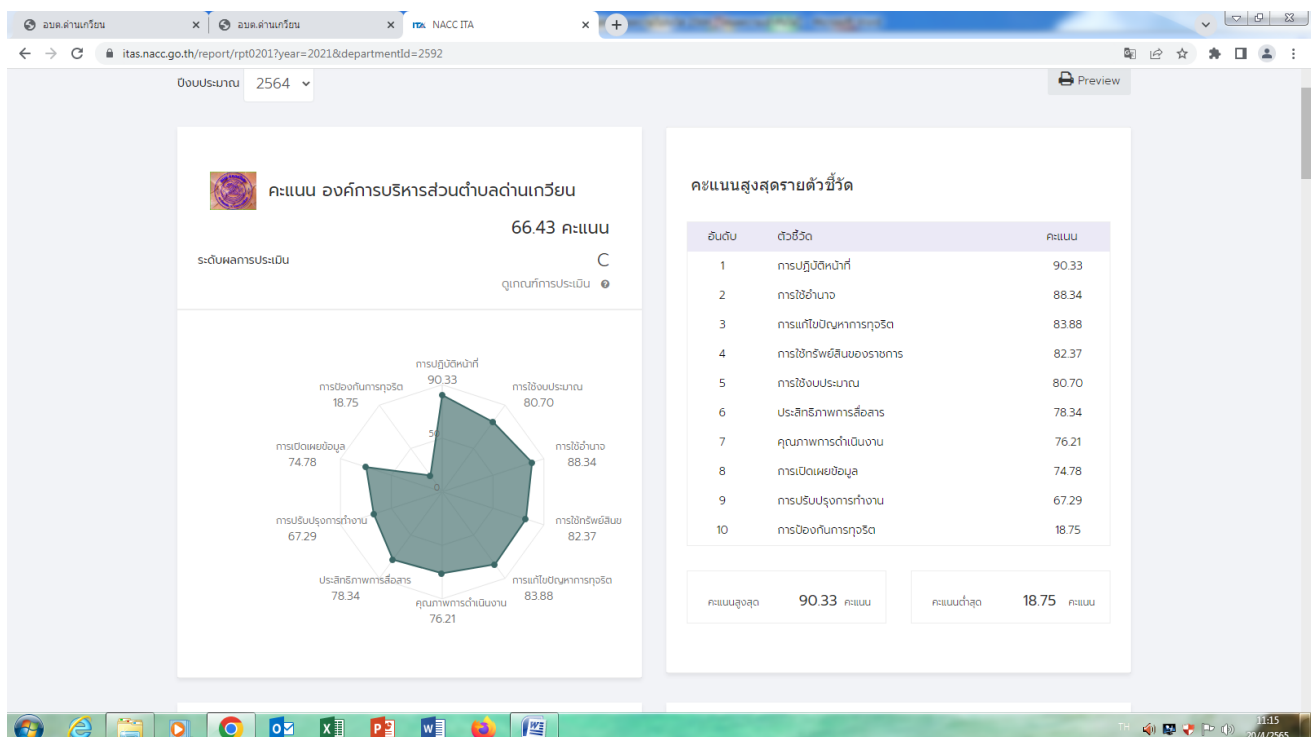 อบต.ด่านเกวียน
อบต.ด่านเกวียน
ITA NACC ITA
itas.nacc.go.th/report/rpt0201?year=2021&departmentId=2592
ปีงบประมาณ 2564
Preview
คะแนน องค์การบริหารส่วนตำบลด่านเกวียน
66.43 คะแนน
ระดับผลการประเมิน C
ดูเกณฑ์การประเมิน
การปฏิบัติหน้าที่
90.33
การใช้งบประมาณ
80.70
การใช้อำนาจ
88.34
การใช้ทรัพย์สินข
82.37
การแก้ไขปัญหาการทุจริต
83.88
คุณภาพการดำเนินงาน
76.21
ประสิทธิภาพการสื่อสาร
78.34
การปรับปรุงการทำงาน
67.29
การเปิดเผยข้อมูล
74.78
การป้องกันการทุจริต
18.75
50
0
คะแนนสูงสุดรายตัวชี้วัด
อันดับ ตัวชี้วัด คะแนน
1 การปฏิบัติหน้าที่ 90.33
2 การใช้อำนาจ 88.34
3 การแก้ไขปัญหาการทุจริต 83.88
4 การใช้ทรัพย์สินของราชการ 82.37
5 การใช้งบประมาณ 80.70
6 ประสิทธิภาพการสื่อสาร 78.34
7 คุณภาพการดำเนินงาน 76.21
8 การเปิดเผยข้อมูล 74.78
9 การปรับปรุงการทำงาน 67.29
10 การป้องกันการทุจริต 18.75
คะแนนสูงสุด 90.33 คะแนน
คะแนนต่ำสุด 18.75 คะแนน
TH
11:15
20/4/2565